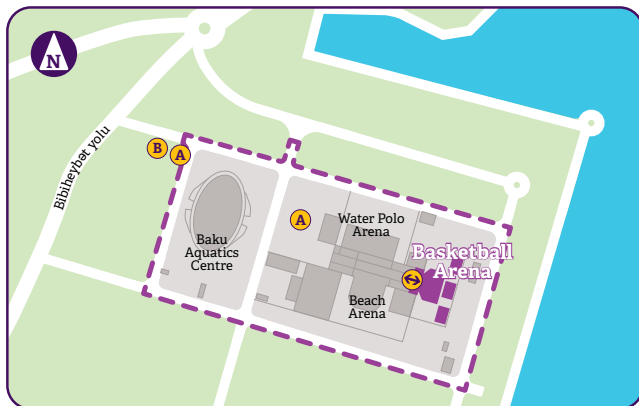 N
Bibiheybət yolu
B
A
A
Baku
Aquatics
Centre
Water Polo
Arena
Basketball
Arena
Beach
Arena